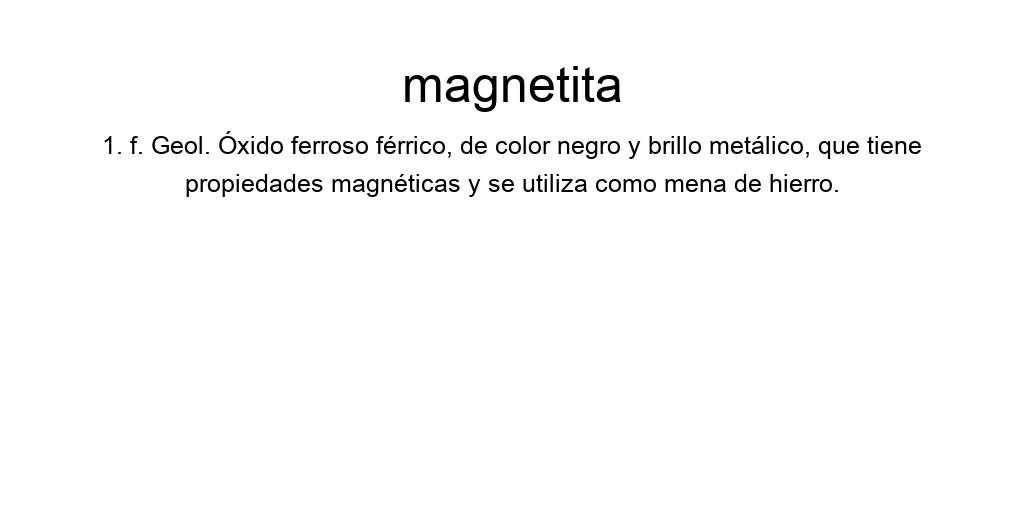 magnetita
1. f. Geol. Óxido ferroso férrico, de color negro y brillo metálico, que tiene
propiedades magnéticas y se utiliza como mena de hierro.